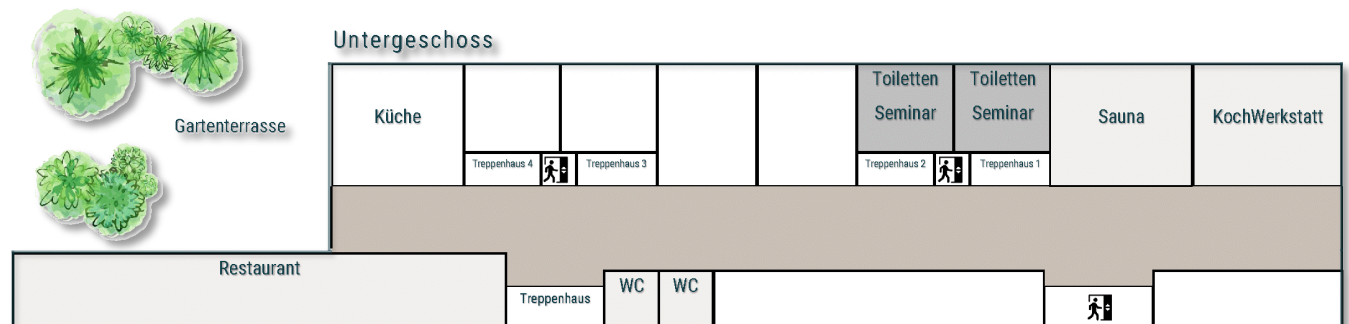 Untergeschoss
Gartenterrasse
Küche
Toiletten
Seminar
Toiletten
Seminar
Sauna
KochWerkstatt
Treppenhaus 4
Treppenhaus 3
Treppenhaus 2
Treppenhaus 1
Restaurant
Treppenhaus
WC
WC